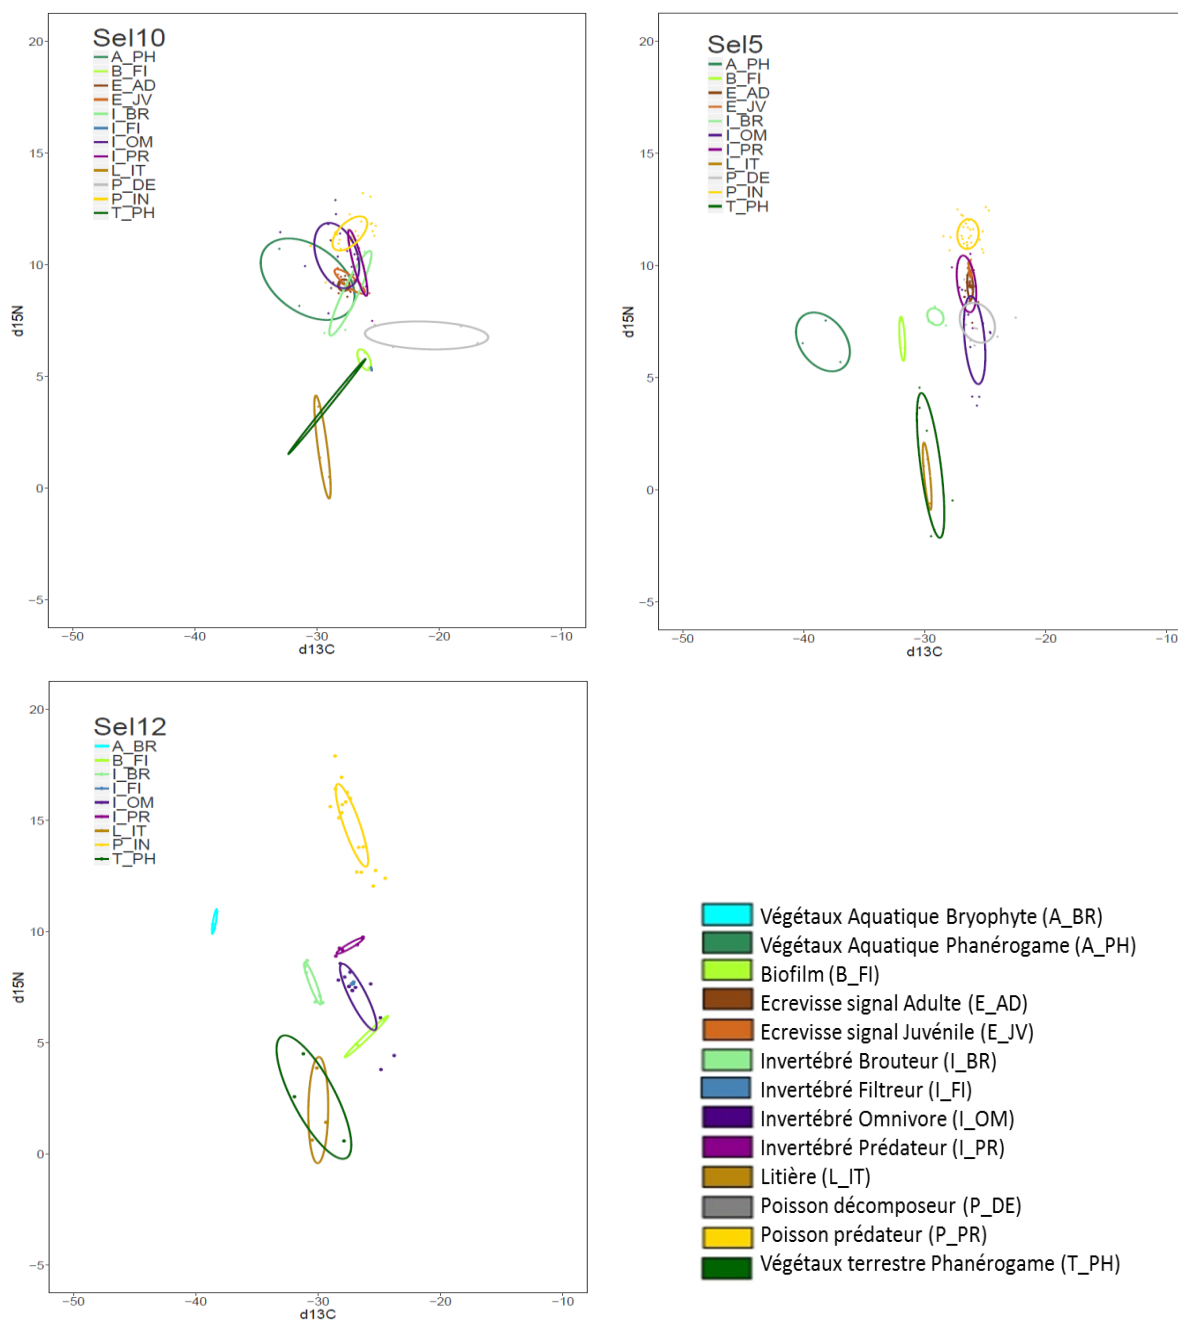 Sel10
A_PH
B_FI
E_AD
E_JV
I_BR
I_FI
I_OM
I_PR
L_IT
P_DE
P_IN
T_PH
20
15
10
5
0
−5
d15N
−50
−40
−30
−20
−10
d13C
Sel5
A_PH
B_FI
E_AD
E_JV
I_BR
I_OM
I_PR
L_IT
P_DE
P_IN
T_PH
20
15
10
5
0
−5
d15N
−50
−40
−30
−20
−10
d13C
Sel12
A_BR
B_FI
I_BR
I_FI
I_OM
I_PR
L_IT
P_IN
T_PH
20
15
10
5
0
−5
d15N
−50
−40
−30
−20
−10
d13C
Végétaux Aquatique Bryophyte (A_BR)
Végétaux Aquatique Phanérogame (A_PH)
Biofilm (B_FI)
Ecrevisse signal Adulte (E_AD)
Ecrevisse signal Juvénile (E_JV)
Invertébré Brouteur (I_BR)
Invertébré Filtreur (I_FI)
Invertébré Omnivore (I_OM)
Invertébré Prédateur (I_PR)
Litière (L_IT)
Poisson décomposeur (P_DE)
Poisson prédateur (P_PR)
Végétaux terrestre Phanérogame (T_PH)